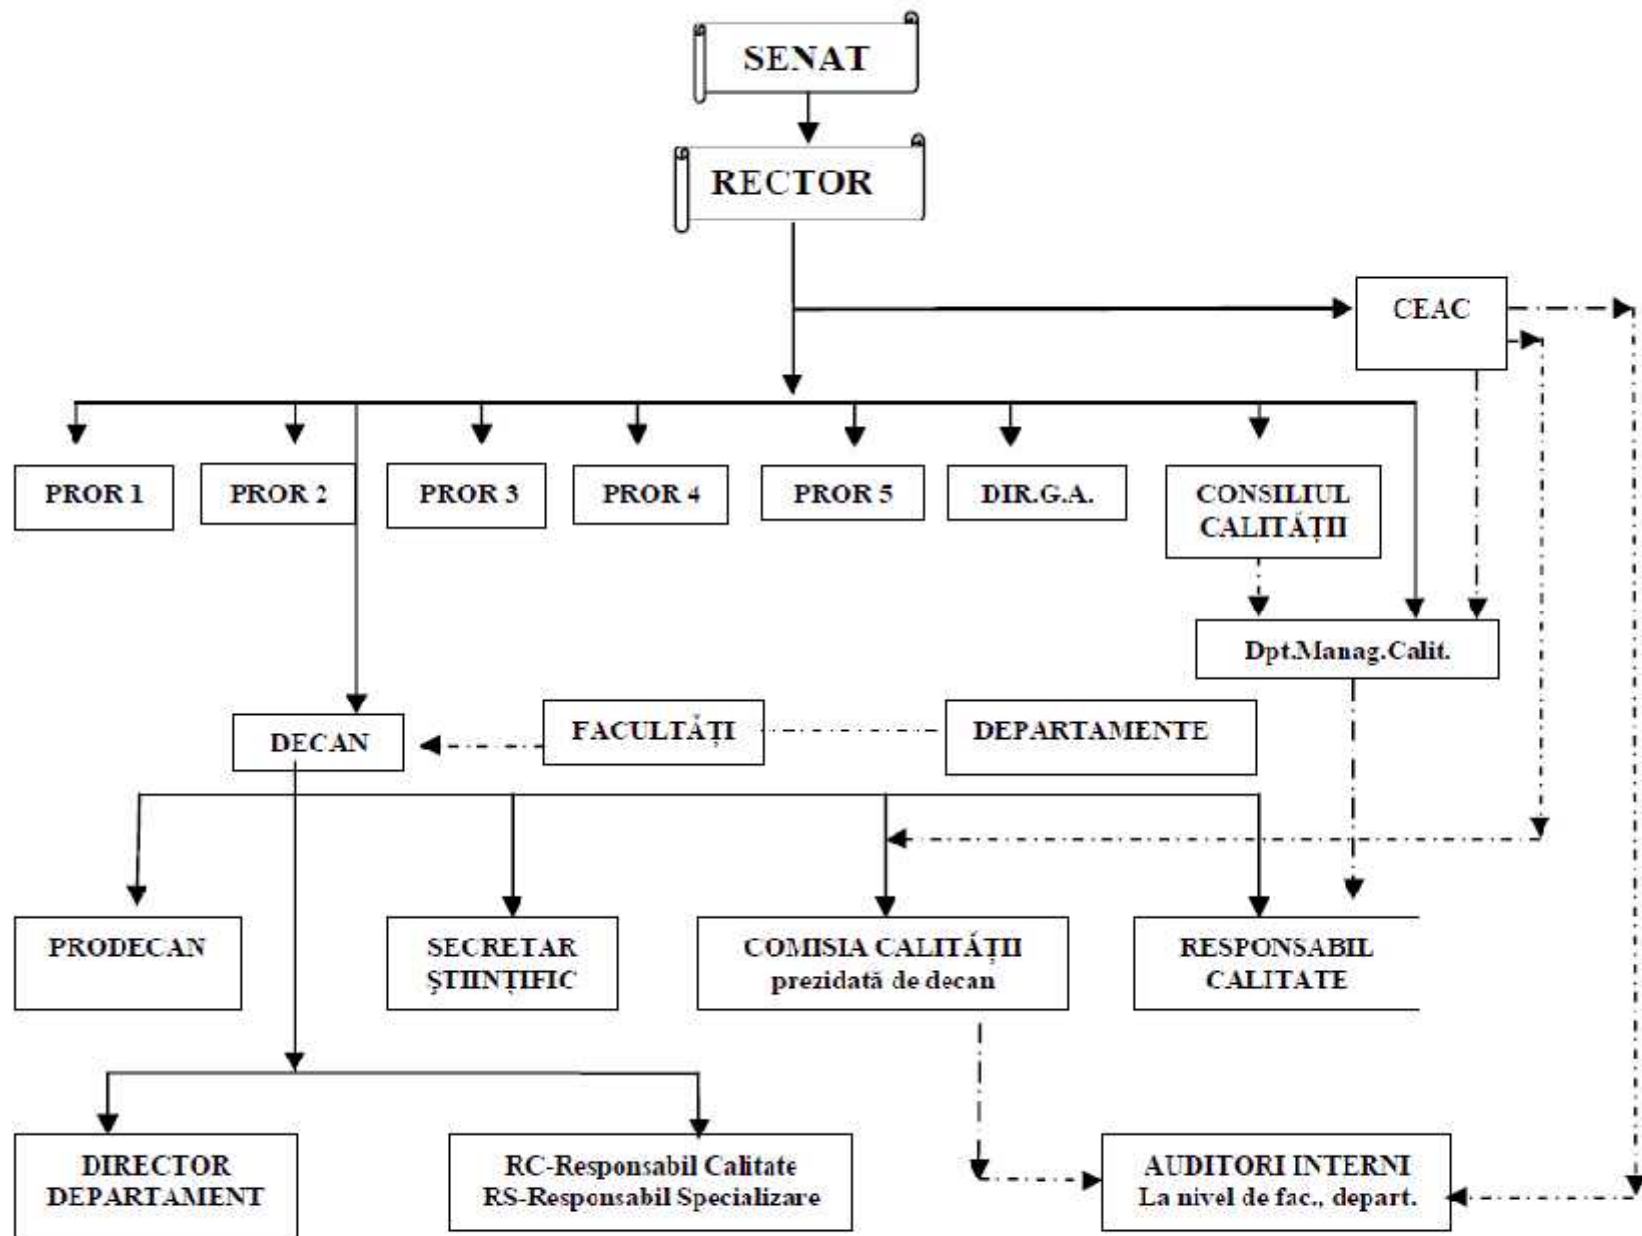 SENAT
RECTOR
CEAC
PROR 1
PROR 2
PROR 3
PROR 4
PROR 5
DIR.G.A.
CONSILIUL
CALITĂȚII
Dpt.Manag.Calit.
DECAN
FACULTĂȚI
DEPARTAMENTE
PRODECAN
SECRETAR
ȘTIINȚIFIC
COMISIA CALITĂȚII
prezidată de decan
RESPONSABIL
CALITATE
DIRECTOR
DEPARTAMENT
RC-Responsabil Calitate
RS-Responsabil Specializare
AUDITORI INTERNI
La nivel de fac., depart.